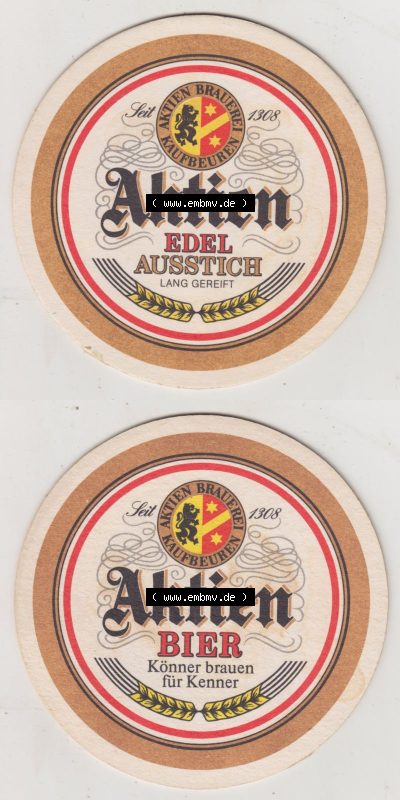 Seit 1308
AKTIEN BRAUEREI
KAUFBEUREN
Aktien
( www.embmv.de )
EDEL
AUSSTICH
LANG GEREIFT
Seit 1308
AKTIEN BRAUEREI
KAUFBEUREN
Aktien
( www.embmv.de )
BIER
Könner brauen
für Kenner